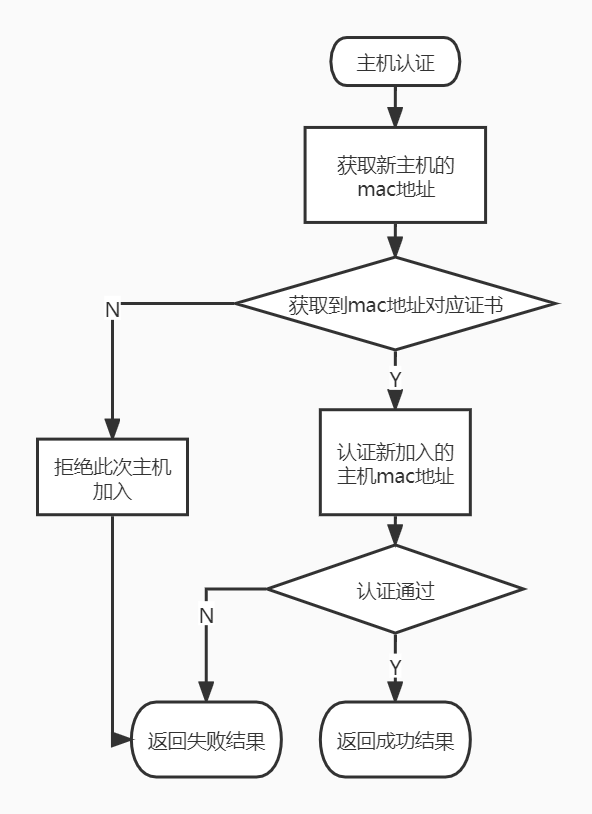 主机认证
获取新主机的
mac地址
获取到mac地址对应证书
N
Y
拒绝此次主机
加入
认证新加入的
主机mac地址
认证通过
N
Y
返回失败结果
返回成功结果